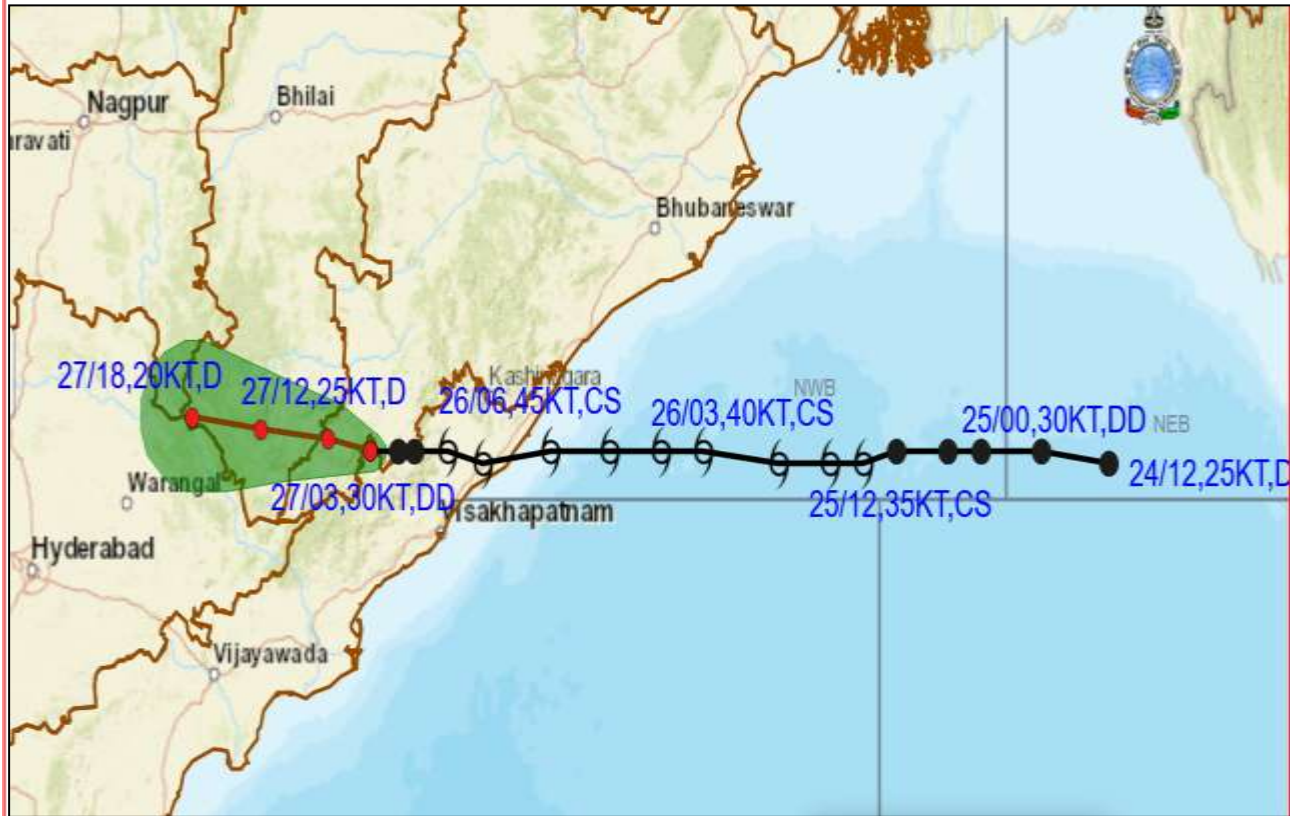 Nagpur
Bhilai
aravati
Bhubaneswar
27/18,20KT,D
27/12,25KT,D
Kashinagara
26/06,45KT,CS
NWB
26/03,40KT,CS
25/00,30KT,DD
NEB
24/12,25KT,D
Warangal
27/03,30KT,DD
25/12,35KT,CS
Visakhapatnam
Hyderabad
Vijayawada